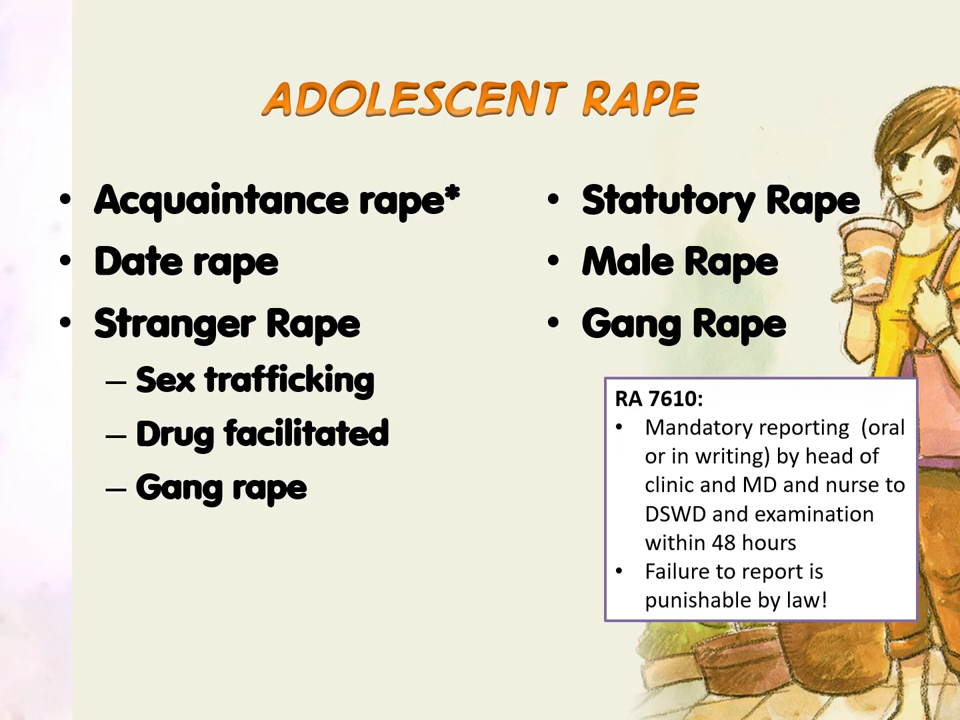 ADOLESCENT RAPE
• Acquaintance rape*
• Date rape
• Stranger Rape
– Sex trafficking
– Drug facilitated
– Gang rape
• Statutory Rape
• Male Rape
• Gang Rape
RA 7610:
• Mandatory reporting (oral
or in writing) by head of
clinic and MD and nurse to
DSWD and examination
within 48 hours
• Failure to report is
punishable by law!